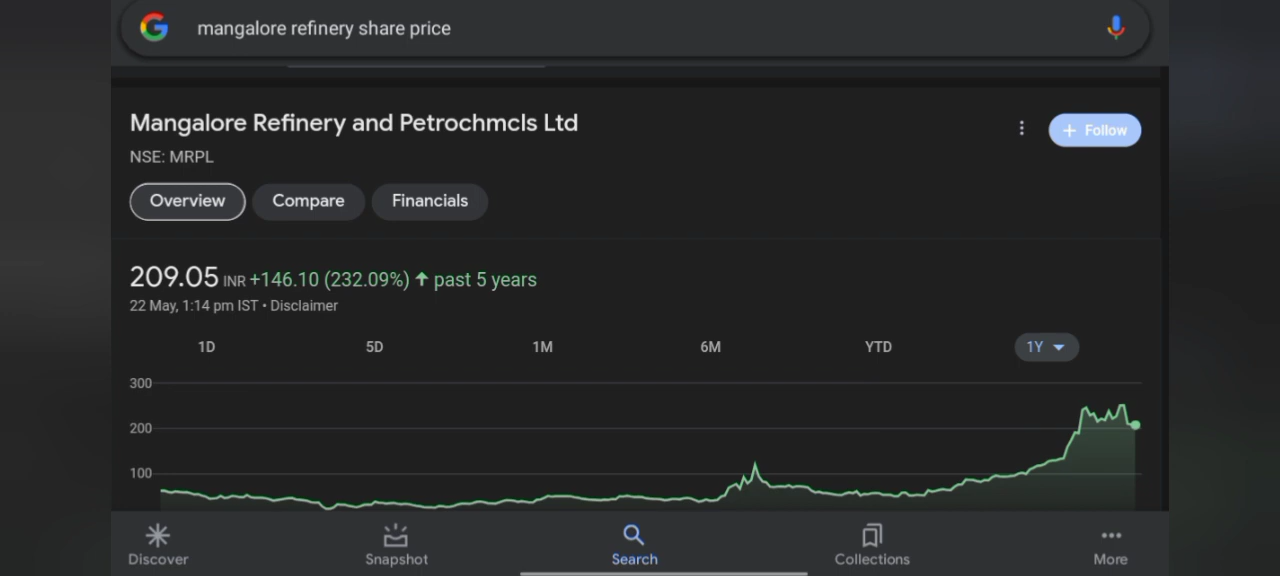 mangalore refinery share price
Mangalore Refinery and Petrochmcls Ltd
+ Follow
NSE: MRPL
Overview Compare Financials
209.05 INR +146.10 (232.09%) ↑ past 5 years
22 May, 1:14 pm IST • Disclaimer
1D 5D 1M 6M YTD 1Y
300
200
100
Discover Snapshot Search Collections More